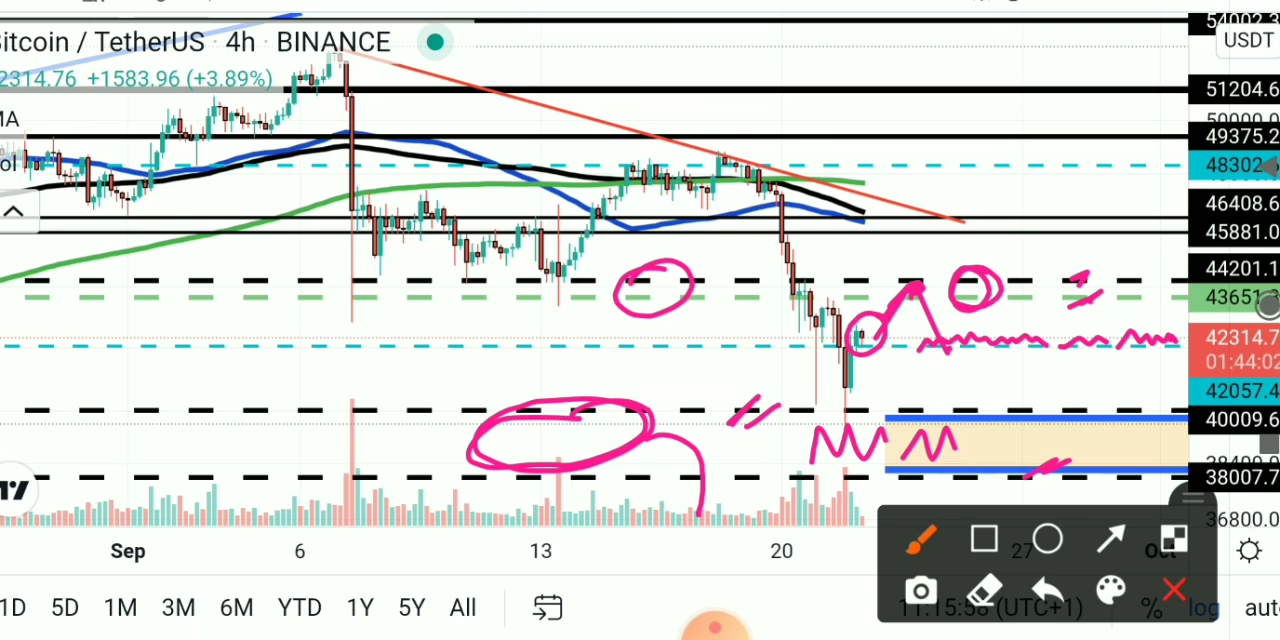 54002.3
itcoin / TetherUS · 4h · BINANCE
USDT
2314.76 +1583.96 (+3.89%)
51204.6
MA
50000.0
49375.2
ol
48302
46408.6
45881.0
44201.1
43651
42314.7
01:44:02
42057.4
40009.6
38007.7
36800.0
Sep 6 13 20 27 Oct
1D 5D 1M 3M 6M YTD 1Y 5Y All
11:15:58 (UTC+1) % log aut